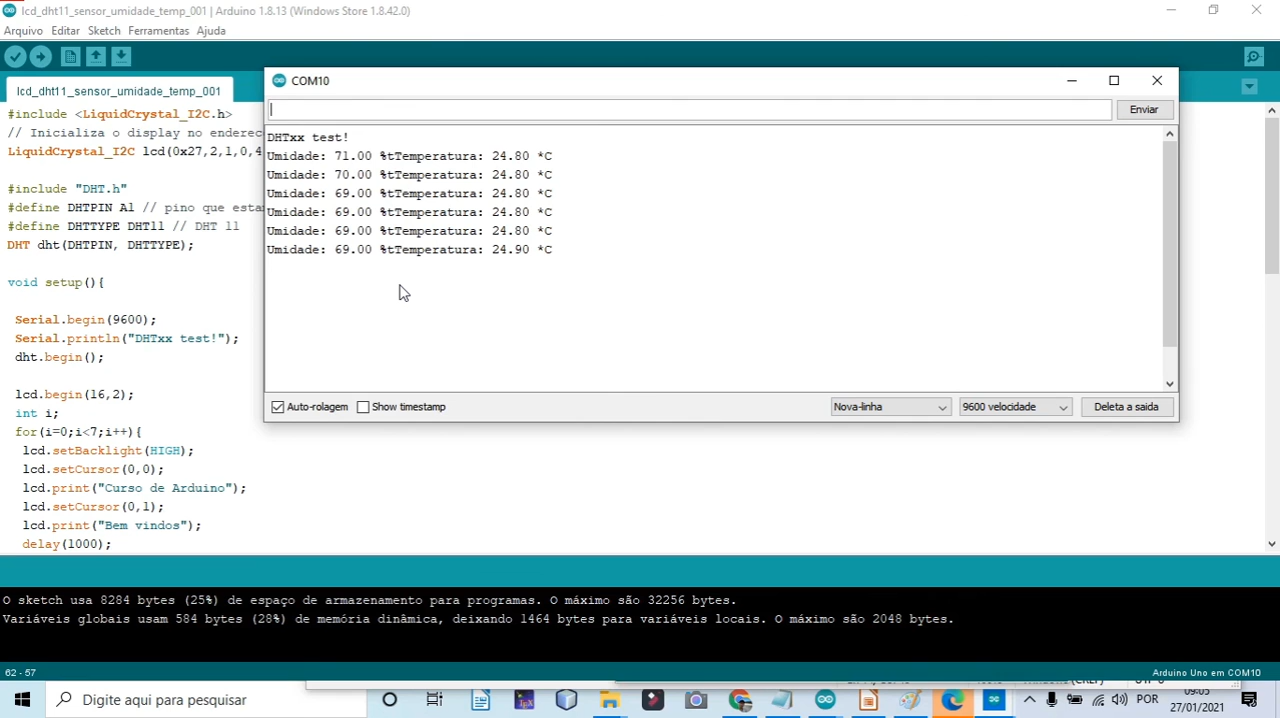 lcd_dht11_sensor_umidade_temp_001 | Arduino 1.8.13 (Windows Store 1.8.42.0)
Arquivo Editar Sketch Ferramentas Ajuda
lcd_dht11_sensor_umidade_temp_001
#include <LiquidCrystal_I2C.h>
// Inicializa o display no endereco
LiquidCrystal_I2C lcd(0x27,2,1,0,4
#include "DHT.h"
#define DHTPIN A1 // pino que esta
#define DHTTYPE DHT11 // DHT 11
DHT dht(DHTPIN, DHTTYPE);
void setup(){
Serial.begin(9600);
Serial.println("DHTxx test!");
dht.begin();
lcd.begin(16,2);
int i;
for(i=0;i<7;i++){
lcd.setBacklight(HIGH);
lcd.setCursor(0,0);
lcd.print("Curso de Arduino");
lcd.setCursor(0,1);
lcd.print("Bem vindos");
delay(1000);
COM10
Enviar
DHTxx test!
Umidade: 71.00 %tTemperatura: 24.80 *C
Umidade: 70.00 %tTemperatura: 24.80 *C
Umidade: 69.00 %tTemperatura: 24.80 *C
Umidade: 69.00 %tTemperatura: 24.80 *C
Umidade: 69.00 %tTemperatura: 24.80 *C
Umidade: 69.00 %tTemperatura: 24.90 *C
Auto-rolagem Show timestamp Nova-linha 9600 velocidade Deleta a saida
O sketch usa 8284 bytes (25%) de espaço de armazenamento para programas. O máximo são 32256 bytes.
Variáveis globais usam 584 bytes (28%) de memória dinâmica, deixando 1464 bytes para variáveis locais. O máximo são 2048 bytes.
62 - 57 Arduino Uno em COM10
Digite aqui para pesquisar
POR
09:05
27/01/2021